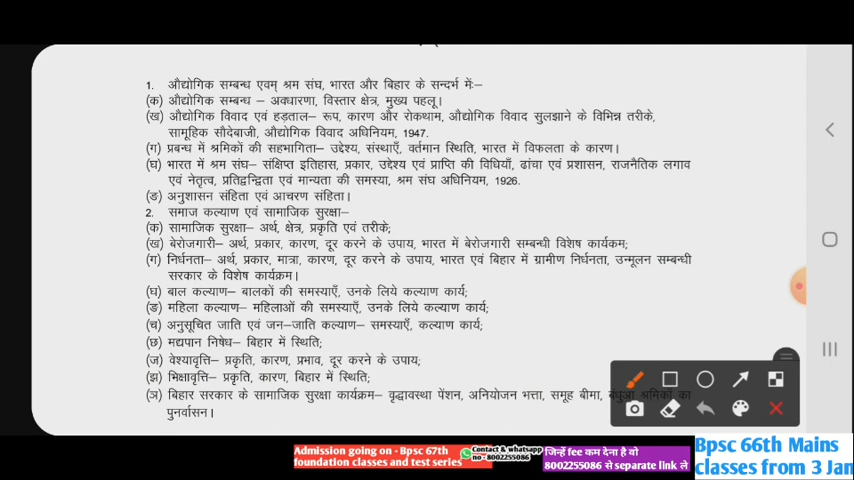 1. औद्योगिक सम्बन्ध एवम् श्रम संघ, भारत और बिहार के सन्दर्भ में:–
(क) औद्योगिक सम्बन्ध – अवधारणा, विस्तार क्षेत्र, मुख्य पहलू।
(ख) औद्योगिक विवाद एवं हड़ताल– रूप, कारण और रोकथाम, औद्योगिक विवाद सुलझाने के विभिन्न तरीके,
सामूहिक सौदेबाजी, औद्योगिक विवाद अधिनियम, 1947.
(ग) प्रबन्ध में श्रमिकों की सहभागिता– उद्देश्य, संस्थाएँ, वर्तमान स्थिति, भारत में विफलता के कारण।
(घ) भारत में श्रम संघ– संक्षिप्त इतिहास, प्रकार, उद्देश्य एवं प्राप्ति की विधियाँ, ढांचा एवं प्रशासन, राजनैतिक लगाव
एवं नेतृत्व, प्रतिद्वन्द्विता एवं मान्यता की समस्या, श्रम संघ अधिनियम, 1926.
(ङ) अनुशासन संहिता एवं आचरण संहिता।
2. समाज कल्याण एवं सामाजिक सुरक्षा–
(क) सामाजिक सुरक्षा– अर्थ, क्षेत्र, प्रकृति एवं तरीके;
(ख) बेरोजगारी– अर्थ, प्रकार, कारण, दूर करने के उपाय, भारत में बेरोजगारी सम्बन्धी विशेष कार्यकम;
(ग) निर्धनता– अर्थ, प्रकार, मात्रा, कारण, दूर करने के उपाय, भारत एवं बिहार में ग्रामीण निर्धनता, उन्मूलन सम्बन्धी
सरकार के विशेष कार्यक्रम।
(घ) बाल कल्याण– बालकों की समस्याएँ, उनके लिये कल्याण कार्य;
(ङ) महिला कल्याण– महिलाओं की समस्याएँ, उनके लिये कल्याण कार्य;
(च) अनुसूचित जाति एवं जन–जाति कल्याण– समस्याएँ, कल्याण कार्य;
(छ) मद्यपान निषेध– बिहार में स्थिति;
(ज) वेश्यावृत्ति– प्रकृति, कारण, प्रभाव, दूर करने के उपाय;
(झ) भिक्षावृत्ति– प्रकृति, कारण, बिहार में स्थिति;
(ञ) बिहार सरकार के सामाजिक सुरक्षा कार्यक्रम– वृद्धावस्था पेंशन, अनियोजन भत्ता, समूह बीमा, बंधुआ श्रमिकों का
पुनर्वासन।
Admission going on - Bpsc 67th
foundation classes and test series
Contact & whatsapp
no - 8002255086
जिन्हें fee कम देना है वो
8002255086 से separate link ले
Bpsc 66th Mains
classes from 3 Jan